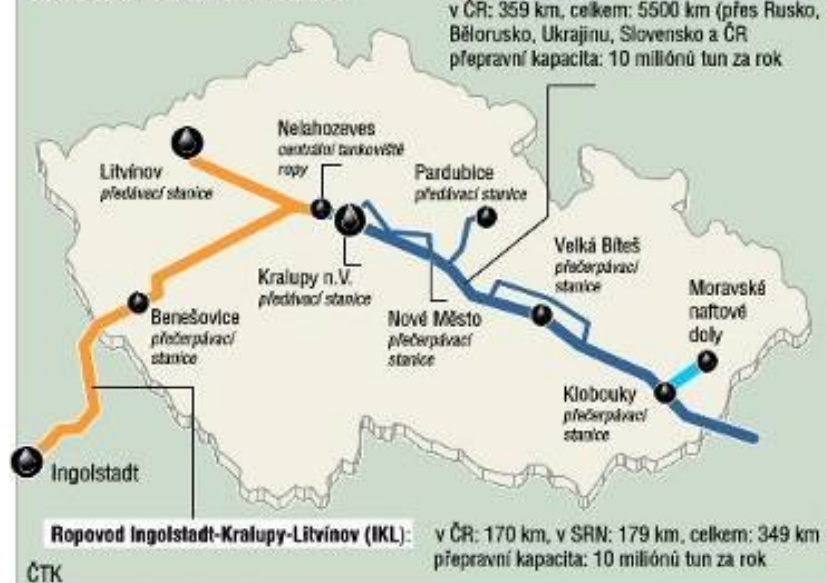 v ČR: 359 km, celkem: 5500 km (přes Rusko,
Bělorusko, Ukrajinu, Slovensko a ČR
přepravní kapacita: 10 miliónů tun za rok
Litvínov
předávací stanice
Nelahozeves
centrální tankoviště
ropy
Pardubice
předávací stanice
Kralupy n.V.
předávací stanice
Velká Bíteš
přečerpávací
stanice
Benešovice
přečerpávací
stanice
Nové Město
přečerpávací
stanice
Moravské
naftové
doly
Klobouky
přečerpávací
stanice
Ingolstadt
Ropovod Ingolstadt-Kralupy-Litvínov (IKL):
v ČR: 170 km, v SRN: 179 km, celkem: 349 km
přepravní kapacita: 10 miliónů tun za rok
ČTK